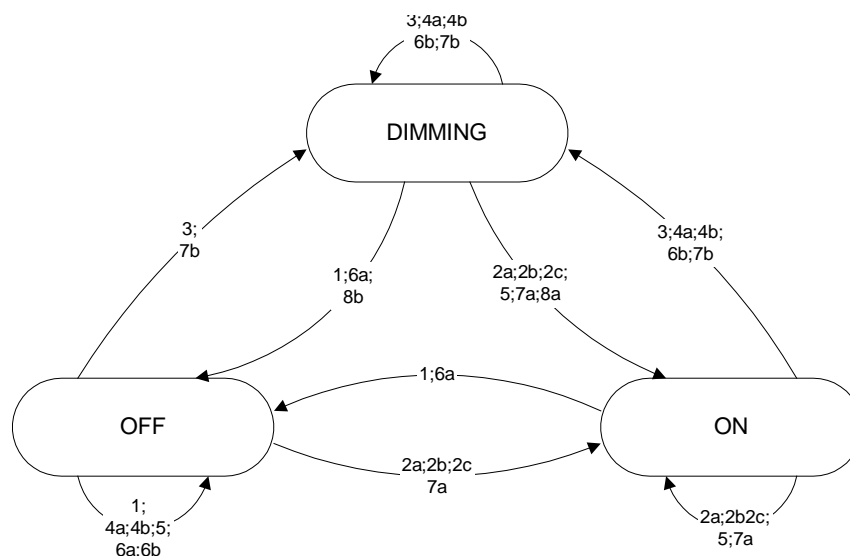 3;4a;4b
6b;7b
DIMMING
3;
7b
3;4a;4b;
6b;7b
1;6a;
8b
2a;2b;2c;
5;7a;8a
1;6a
OFF
ON
2a;2b;2c
7a
1;
4a;4b;5;
6a;6b
2a;2b2c;
5;7a